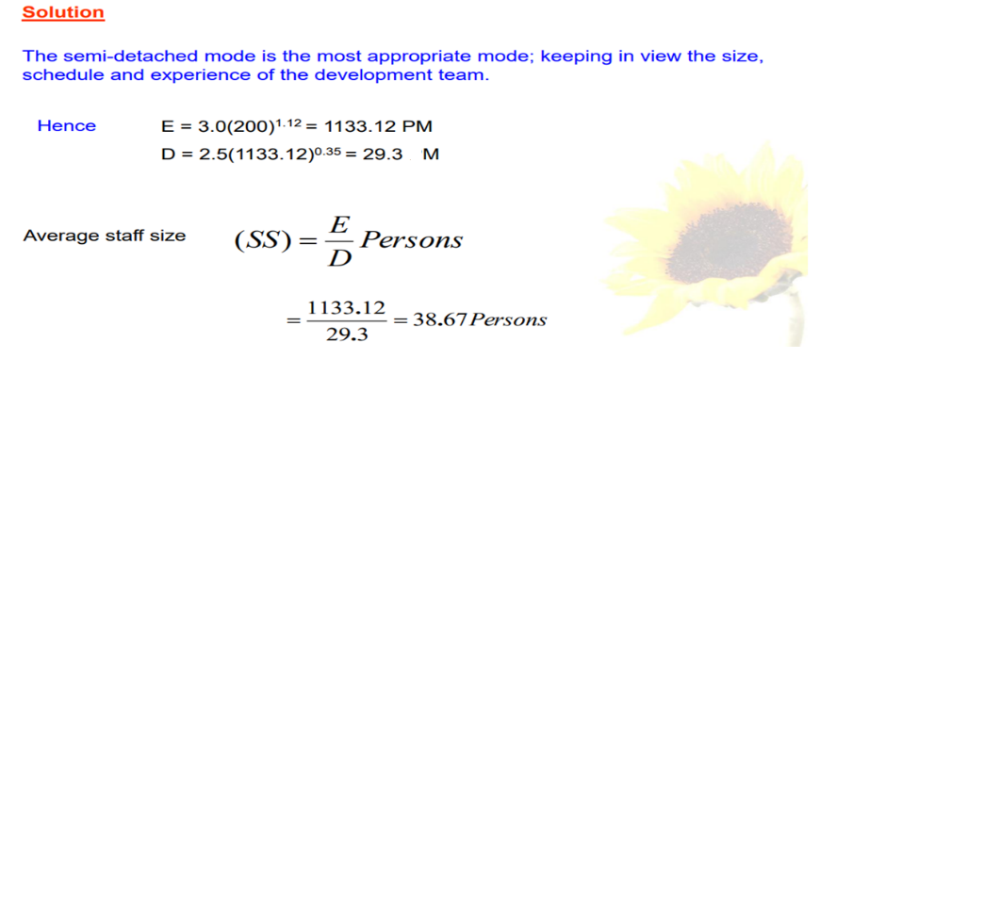 Solution
The semi-detached mode is the most appropriate mode; keeping in view the size,
schedule and experience of the development team.
Hence E = 3.0(200)^1.12 = 1133.12 PM
D = 2.5(1133.12)^0.35 = 29.3 M
Average staff size (SS) = E/D Persons
= 1133.12/29.3 = 38.67 Persons